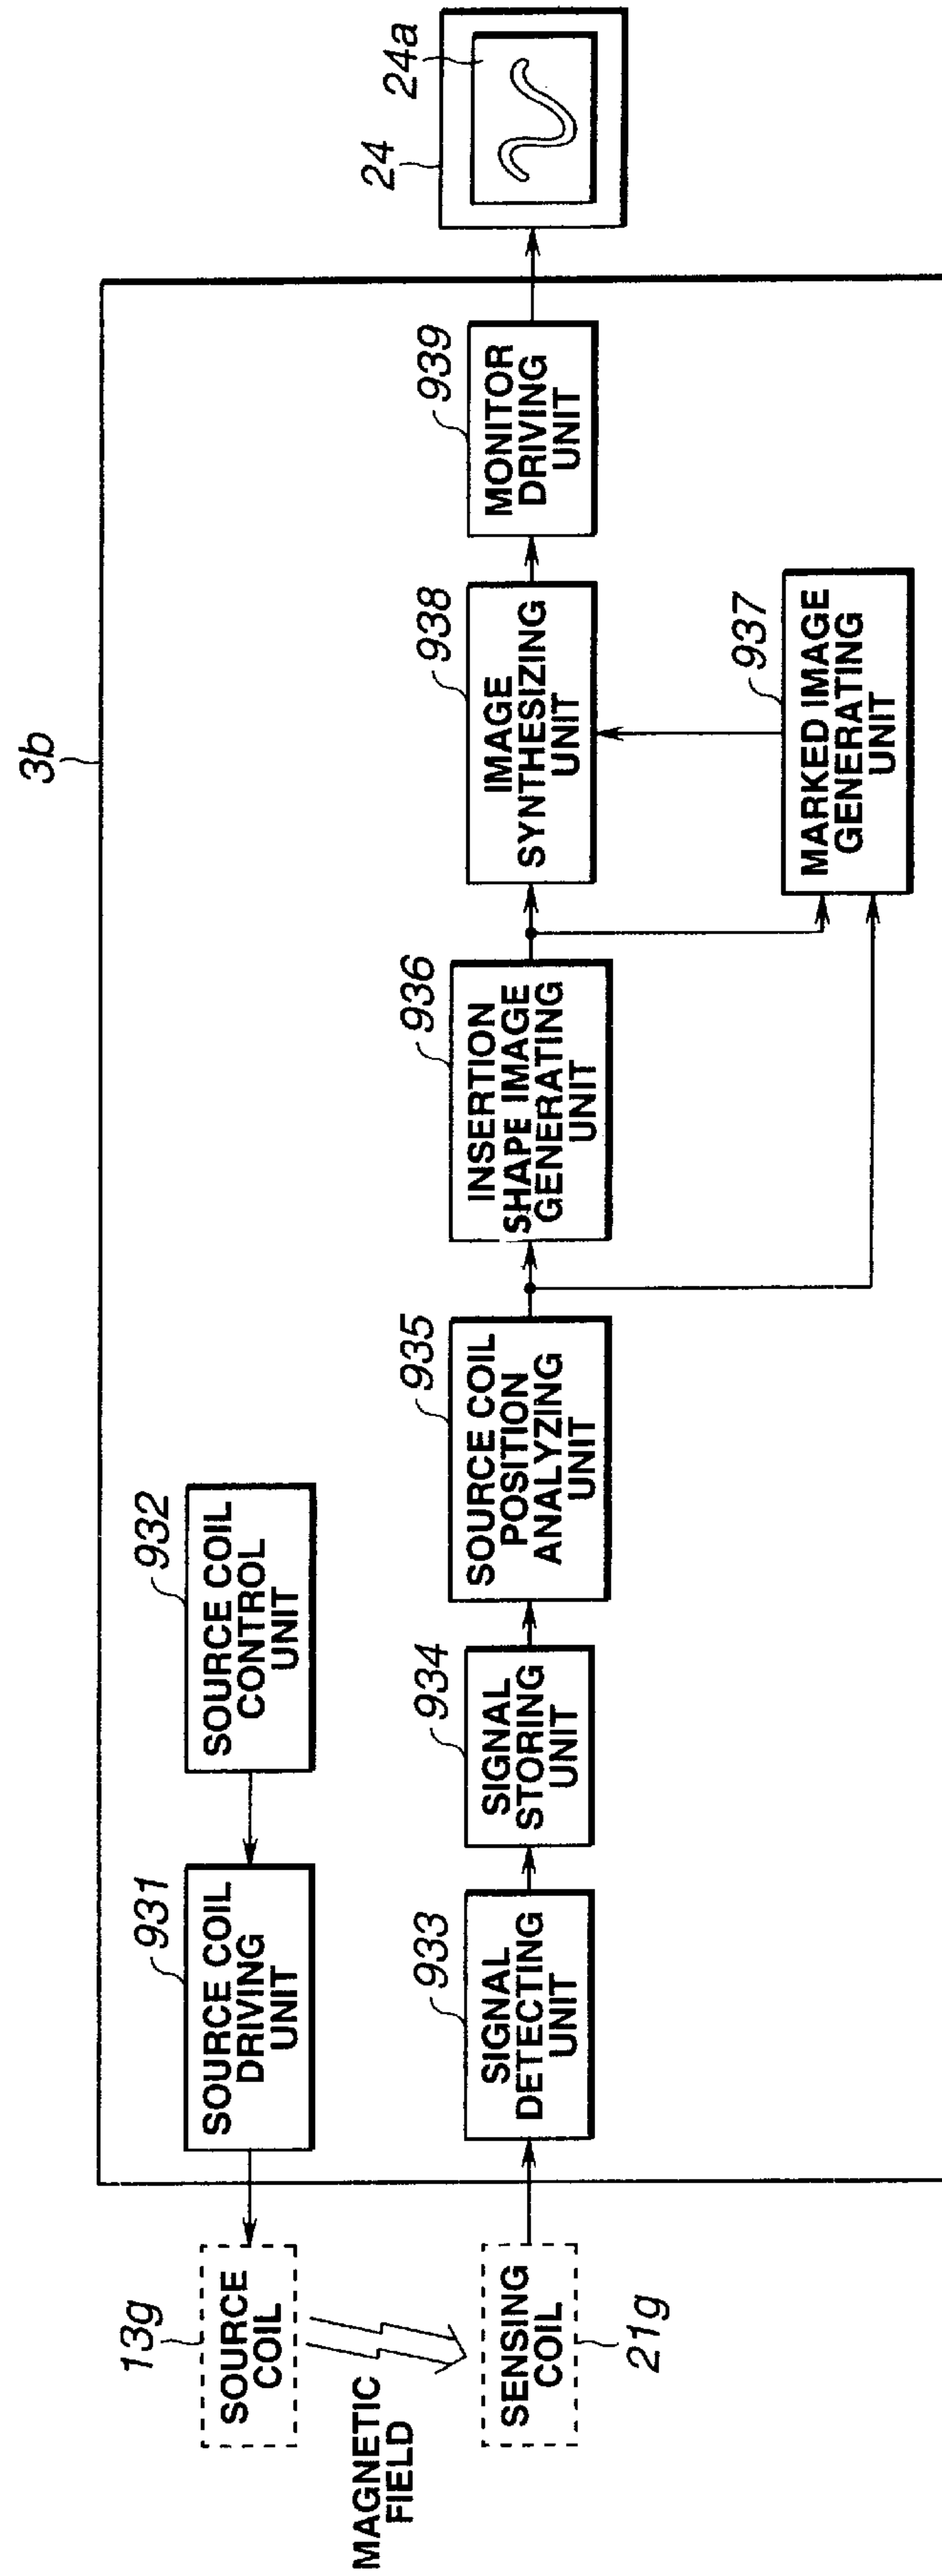 3b
13g
SOURCE
COIL
MAGNETIC
FIELD
SENSING
COIL
21g
931
SOURCE COIL
DRIVING
UNIT
932
SOURCE COIL
CONTROL
UNIT
933
SIGNAL
DETECTING
UNIT
934
SIGNAL
STORING
UNIT
935
SOURCE COIL
POSITION
ANALYZING
UNIT
936
INSERTION
SHAPE IMAGE
GENERATING
UNIT
937
MARKED IMAGE
GENERATING
UNIT
938
IMAGE
SYNTHESIZING
UNIT
939
MONITOR
DRIVING
UNIT
24
24a